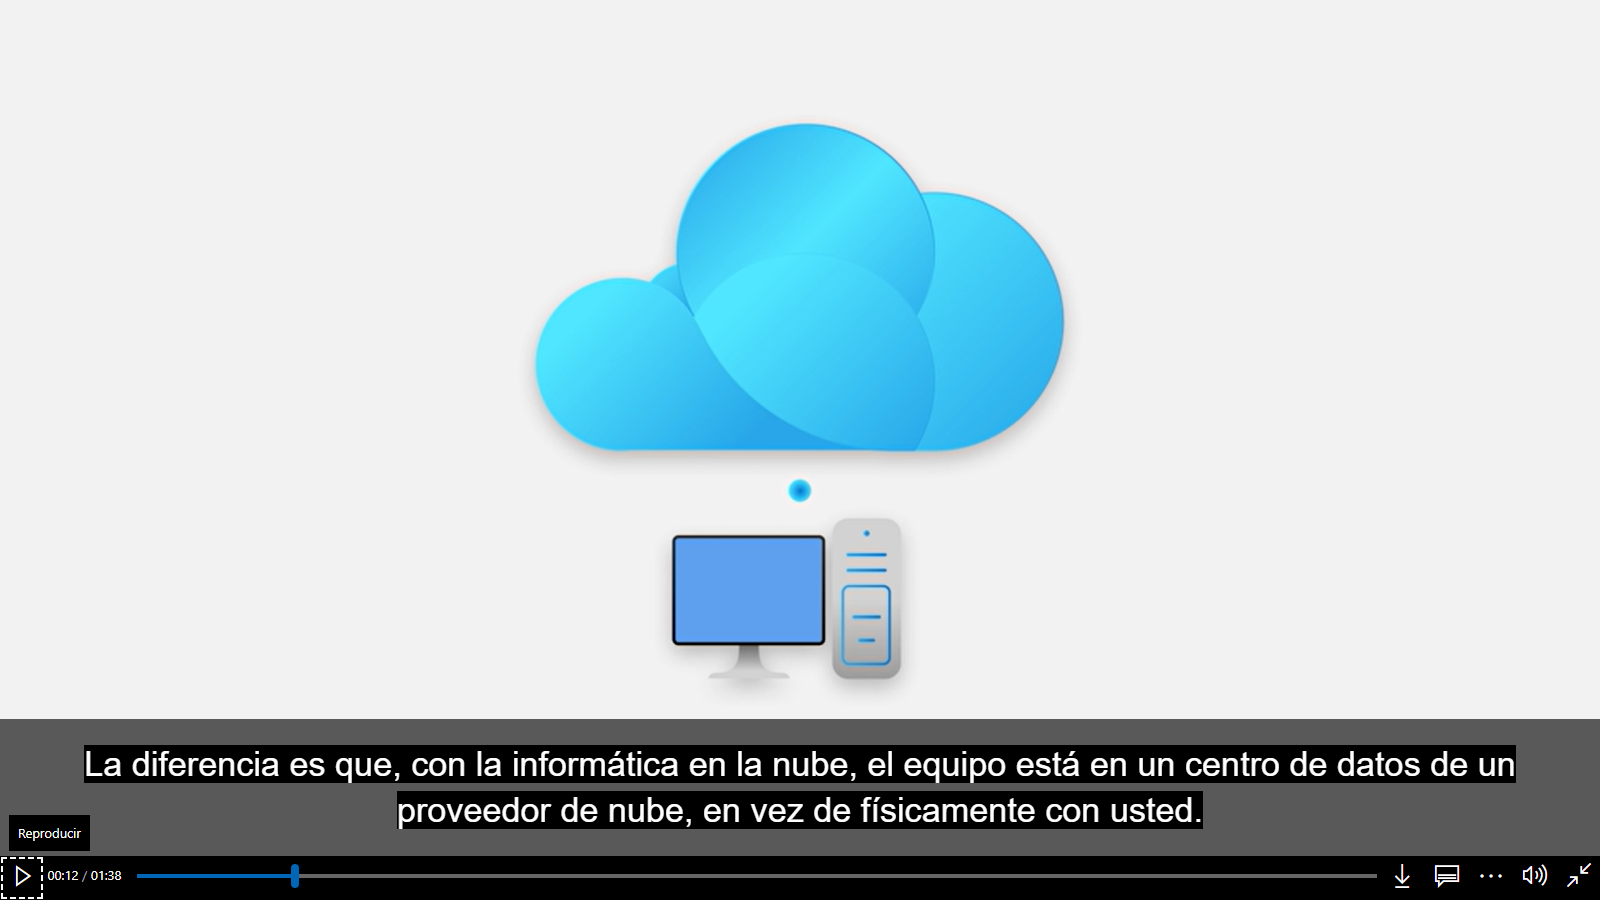 La diferencia es que, con la informática en la nube, el equipo está en un centro de datos de un
proveedor de nube, en vez de físicamente con usted.
Reproducir
00:12 / 01:38